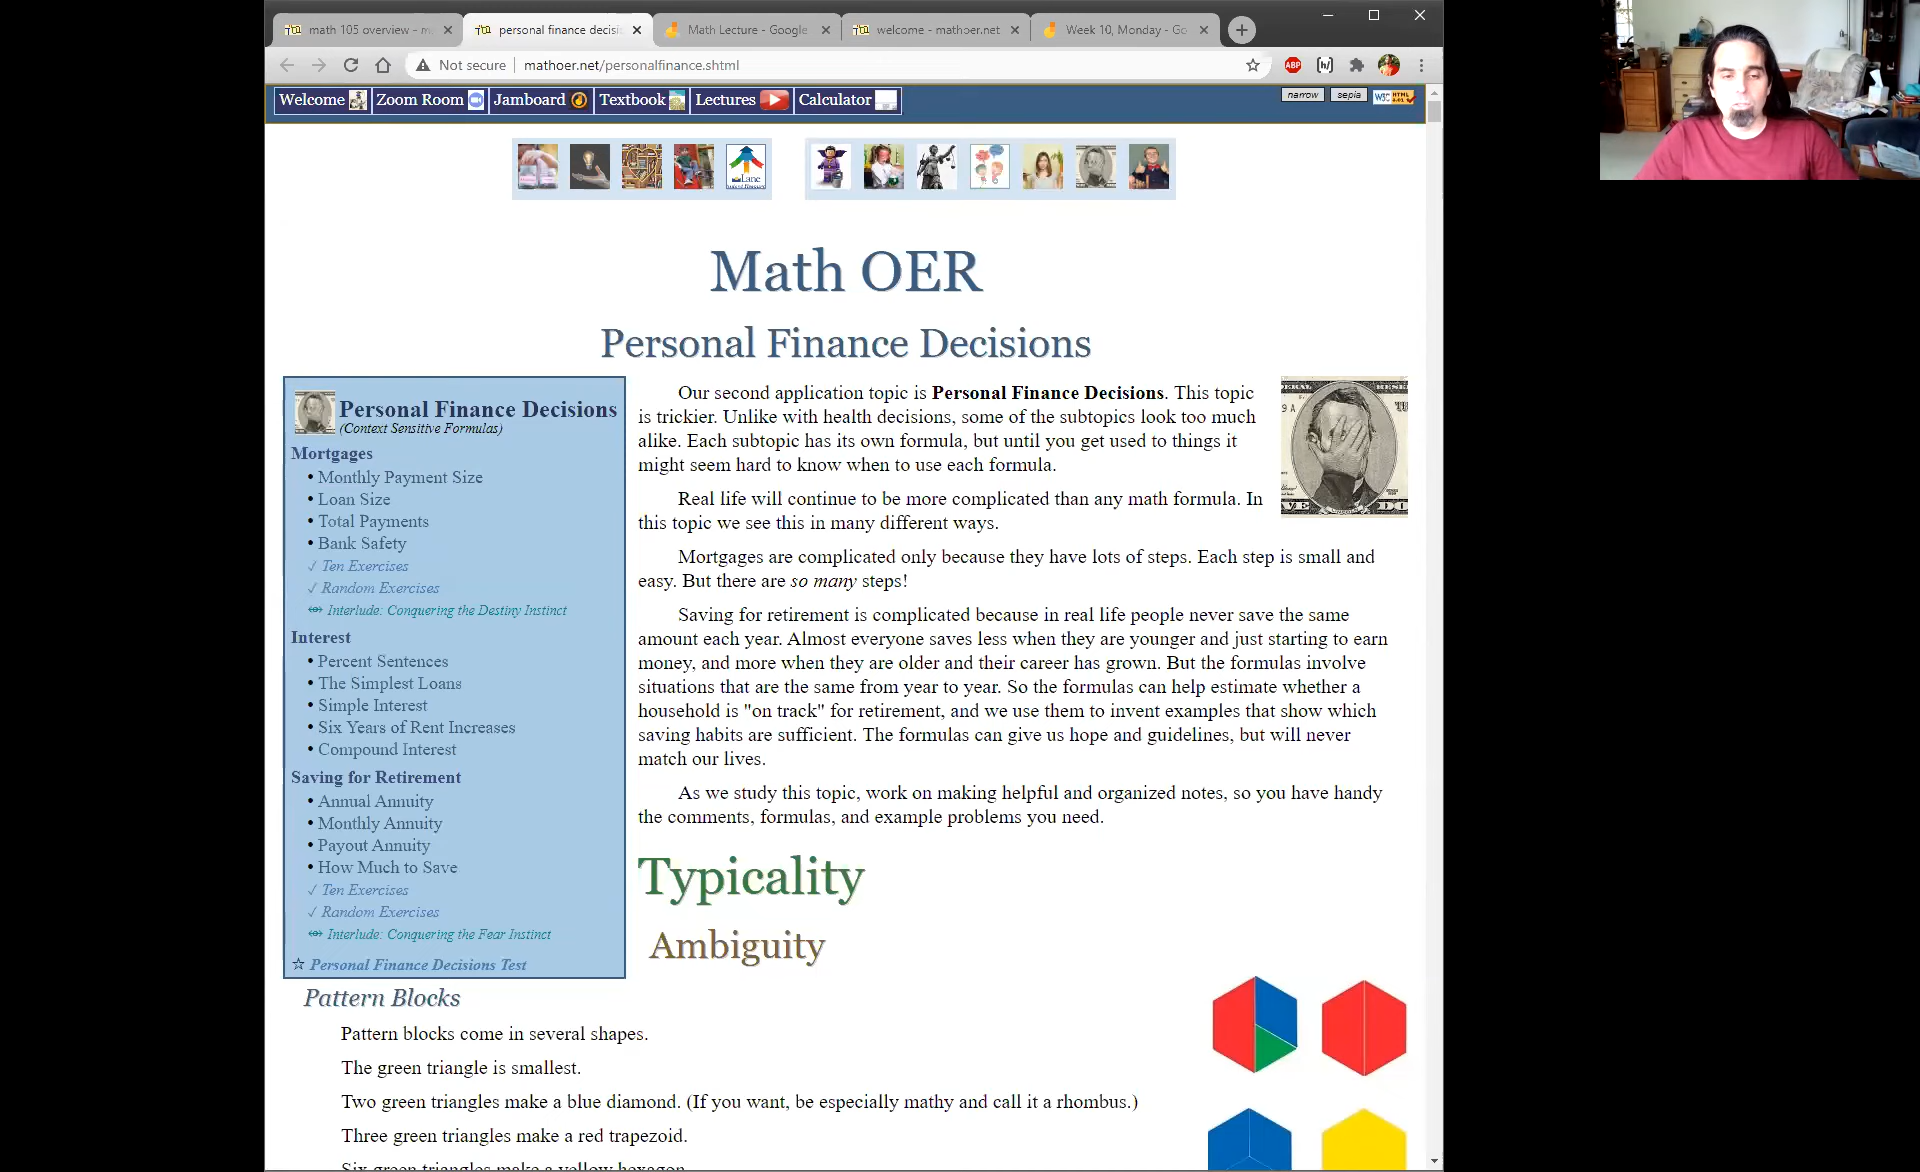 math 105 overview - m
personal finance decisi
Math Lecture - Google
welcome - mathoer.net
Week 10, Monday - Go
Not secure
mathoer.net/personalfinance.shtml
ABP
Welcome
Zoom Room
Jamboard
Textbook
Lectures
Calculator
narrow
sepia
W3C HTML 4.01
Lane
Math OER
Personal Finance Decisions
Personal Finance Decisions
(Context Sensitive Formulas)
Mortgages
• Monthly Payment Size
• Loan Size
• Total Payments
• Bank Safety
✓ Ten Exercises
✓ Random Exercises
Interlude: Conquering the Destiny Instinct
Interest
• Percent Sentences
• The Simplest Loans
• Simple Interest
• Six Years of Rent Increases
• Compound Interest
Saving for Retirement
• Annual Annuity
• Monthly Annuity
• Payout Annuity
• How Much to Save
✓ Ten Exercises
✓ Random Exercises
Interlude: Conquering the Fear Instinct
☆ Personal Finance Decisions Test
Our second application topic is Personal Finance Decisions. This topic
is trickier. Unlike with health decisions, some of the subtopics look too much
alike. Each subtopic has its own formula, but until you get used to things it
might seem hard to know when to use each formula.
Real life will continue to be more complicated than any math formula. In
this topic we see this in many different ways.
Mortgages are complicated only because they have lots of steps. Each step is small and
easy. But there are so many steps!
Saving for retirement is complicated because in real life people never save the same
amount each year. Almost everyone saves less when they are younger and just starting to earn
money, and more when they are older and their career has grown. But the formulas involve
situations that are the same from year to year. So the formulas can help estimate whether a
household is "on track" for retirement, and we use them to invent examples that show which
saving habits are sufficient. The formulas can give us hope and guidelines, but will never
match our lives.
As we study this topic, work on making helpful and organized notes, so you have handy
the comments, formulas, and example problems you need.
Typicality
Ambiguity
Pattern Blocks
Pattern blocks come in several shapes.
The green triangle is smallest.
Two green triangles make a blue diamond. (If you want, be especially mathy and call it a rhombus.)
Three green triangles make a red trapezoid.
Six green triangles make a yellow hexagon